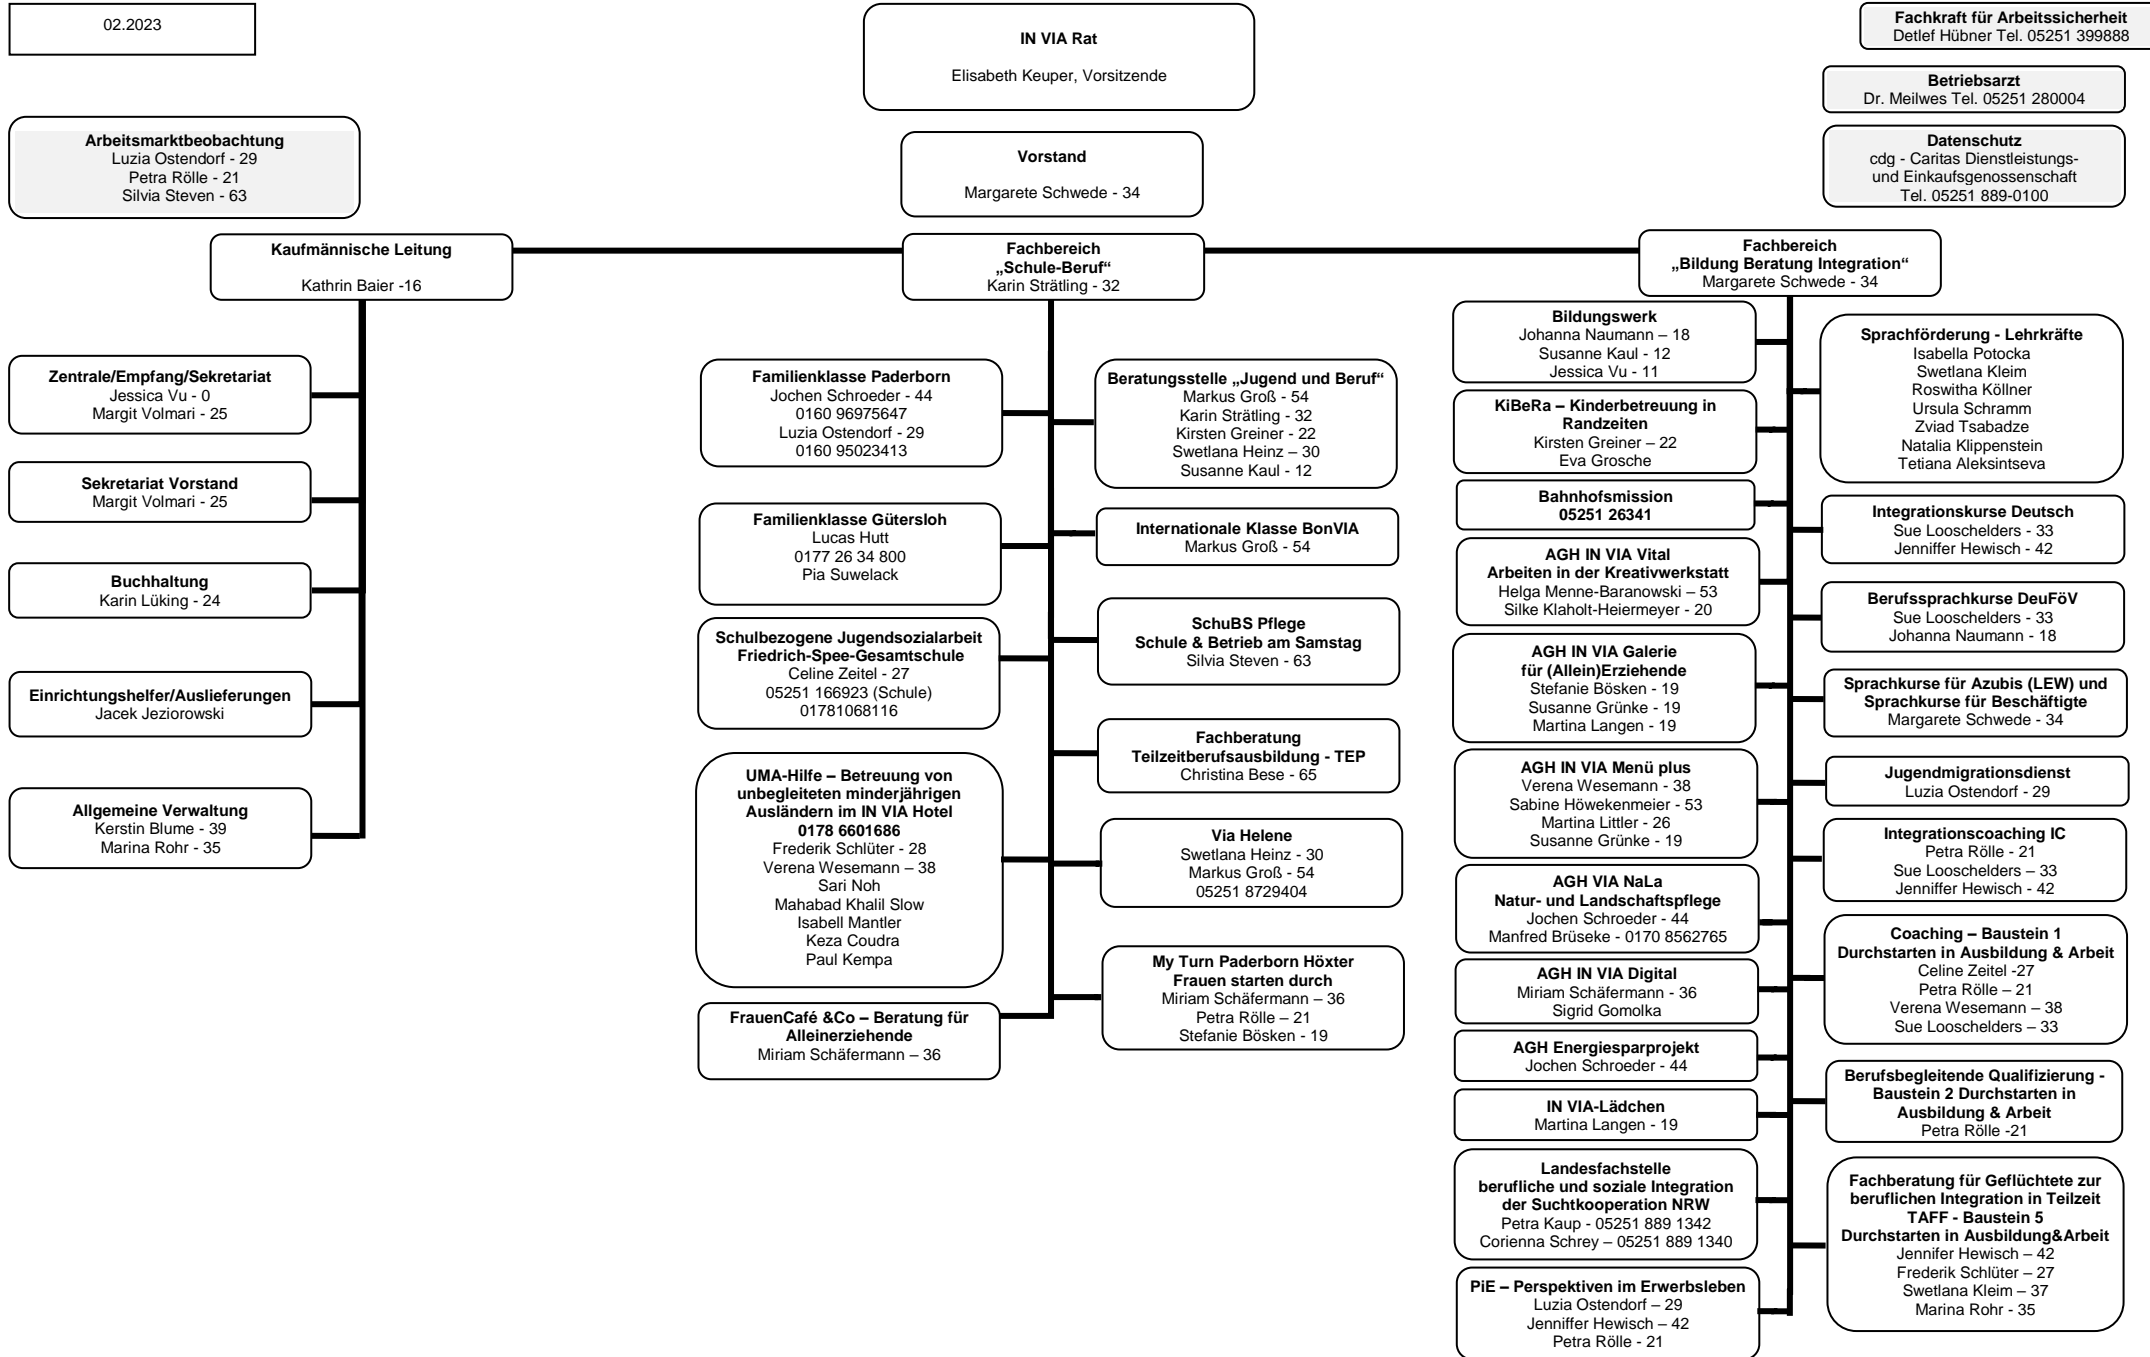 02.2023
IN VIA Rat
Elisabeth Keuper, Vorsitzende
Fachkraft für Arbeitssicherheit
Detlef Hübner Tel. 05251 399888
Betriebsarzt
Dr. Meilwes Tel. 05251 280004
Arbeitsmarktbeobachtung
Luzia Ostendorf - 29
Petra Rölle - 21
Silvia Steven - 63
Vorstand
Margarete Schwede - 34
Datenschutz
cdg - Caritas Dienstleistungs-
und Einkaufsgenossenschaft
Tel. 05251 889-0100
Kaufmännische Leitung
Kathrin Baier -16
Fachbereich
„Schule-Beruf“
Karin Strätling - 32
Fachbereich
„Bildung Beratung Integration“
Margarete Schwede - 34
Zentrale/Empfang/Sekretariat
Jessica Vu - 0
Margit Volmari - 25
Sekretariat Vorstand
Margit Volmari - 25
Buchhaltung
Karin Lüking - 24
Einrichtungshelfer/Auslieferungen
Jacek Jeziorowski
Allgemeine Verwaltung
Kerstin Blume - 39
Marina Rohr - 35
Familienklasse Paderborn
Jochen Schroeder - 44
0160 96975647
Luzia Ostendorf - 29
0160 95023413
Familienklasse Gütersloh
Lucas Hutt
0177 26 34 800
Pia Suwelack
Schulbezogene Jugendsozialarbeit
Friedrich-Spee-Gesamtschule
Celine Zeitel - 27
05251 166923 (Schule)
01781068116
UMA-Hilfe – Betreuung von
unbegleiteten minderjährigen
Ausländern im IN VIA Hotel
0178 6601686
Frederik Schlüter - 28
Verena Wesemann – 38
Sari Noh
Mahabad Khalil Slow
Isabell Mantler
Keza Coudra
Paul Kempa
FrauenCafé &Co – Beratung für
Alleinerziehende
Miriam Schäfermann – 36
Beratungsstelle „Jugend und Beruf“
Markus Groß - 54
Karin Strätling - 32
Kirsten Greiner - 22
Swetlana Heinz – 30
Susanne Kaul - 12
Internationale Klasse BonVIA
Markus Groß - 54
SchuBS Pflege
Schule & Betrieb am Samstag
Silvia Steven - 63
Fachberatung
Teilzeitberufsausbildung - TEP
Christina Bese - 65
Via Helene
Swetlana Heinz - 30
Markus Groß - 54
05251 8729404
My Turn Paderborn Höxter
Frauen starten durch
Miriam Schäfermann – 36
Petra Rölle – 21
Stefanie Bösken - 19
Bildungswerk
Johanna Naumann – 18
Susanne Kaul - 12
Jessica Vu - 11
KiBeRa – Kinderbetreuung in
Randzeiten
Kirsten Greiner – 22
Eva Grosche
Bahnhofsmission
05251 26341
AGH IN VIA Vital
Arbeiten in der Kreativwerkstatt
Helga Menne-Baranowski – 53
Silke Klaholt-Heiermeyer - 20
AGH IN VIA Galerie
für (Allein)Erziehende
Stefanie Bösken - 19
Susanne Grünke - 19
Martina Langen - 19
AGH IN VIA Menü plus
Verena Wesemann - 38
Sabine Höwekenmeier - 53
Martina Littler - 26
Susanne Grünke - 19
AGH VIA NaLa
Natur- und Landschaftspflege
Jochen Schroeder - 44
Manfred Brüseke - 0170 8562765
AGH IN VIA Digital
Miriam Schäfermann - 36
Sigrid Gomolka
AGH Energiesparprojekt
Jochen Schroeder - 44
IN VIA-Lädchen
Martina Langen - 19
Landesfachstelle
berufliche und soziale Integration
der Suchtkooperation NRW
Petra Kaup - 05251 889 1342
Corienna Schrey – 05251 889 1340
PiE – Perspektiven im Erwerbsleben
Luzia Ostendorf – 29
Jenniffer Hewisch – 42
Petra Rölle - 21
Sprachförderung - Lehrkräfte
Isabella Potocka
Swetlana Kleim
Roswitha Köllner
Ursula Schramm
Zviad Tsabadze
Natalia Klippenstein
Tetiana Aleksintseva
Integrationskurse Deutsch
Sue Looschelders - 33
Jenniffer Hewisch - 42
Berufssprachkurse DeuFöV
Sue Looschelders - 33
Johanna Naumann - 18
Sprachkurse für Azubis (LEW) und
Sprachkurse für Beschäftigte
Margarete Schwede - 34
Jugendmigrationsdienst
Luzia Ostendorf - 29
Integrationscoaching IC
Petra Rölle - 21
Sue Looschelders - 33
Jenniffer Hewisch - 42
Coaching – Baustein 1
Durchstarten in Ausbildung & Arbeit
Celine Zeitel -27
Petra Rölle – 21
Verena Wesemann – 38
Sue Looschelders – 33
Berufsbegleitende Qualifizierung -
Baustein 2 Durchstarten in
Ausbildung & Arbeit
Petra Rölle -21
Fachberatung für Geflüchtete zur
beruflichen Integration in Teilzeit
TAFF - Baustein 5
Durchstarten in Ausbildung&Arbeit
Jennifer Hewisch – 42
Frederik Schlüter – 27
Swetlana Kleim – 37
Marina Rohr - 35